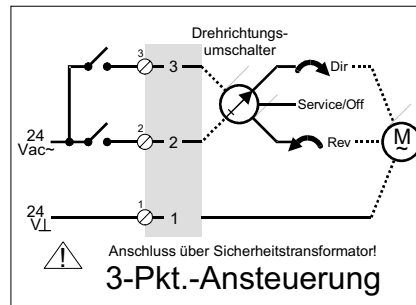 Drehrichtungs-
umschalter
3 3 Dir
Service/Off
24
Vac~
2 2 Rev
M
~
24
V⊥
1 1
! Anschluss über Sicherheitstransformator!
3-Pkt.-Ansteuerung